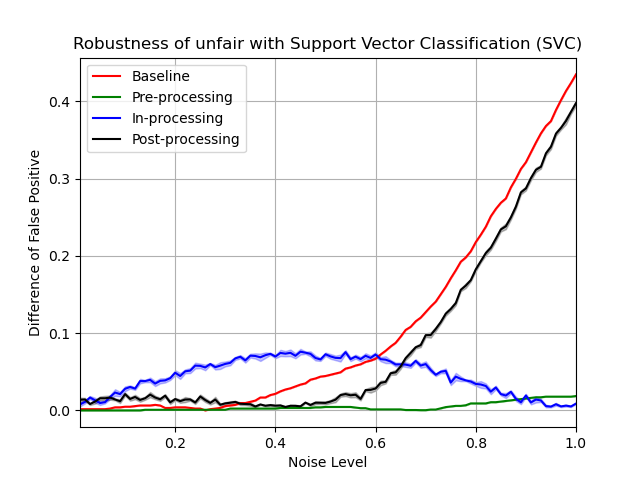 Robustness of unfair with Support Vector Classification (SVC)
Baseline
Pre-processing
In-processing
Post-processing
Difference of False Positive
0.4
0.3
0.2
0.1
0.0
0.2 0.4 0.6 0.8 1.0
Noise Level